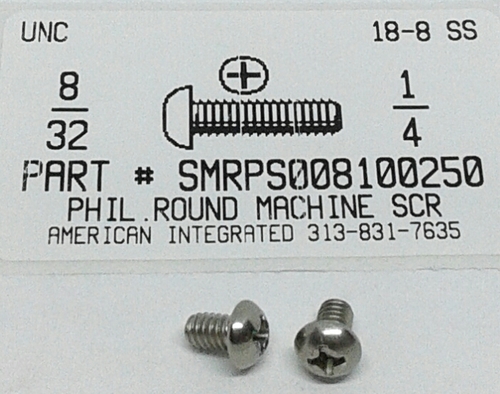 UNC 18-8 SS
8/32 1/4
PART # SMRPS008100250
PHIL.ROUND MACHINE SCR
AMERICAN INTEGRATED 313-831-7635